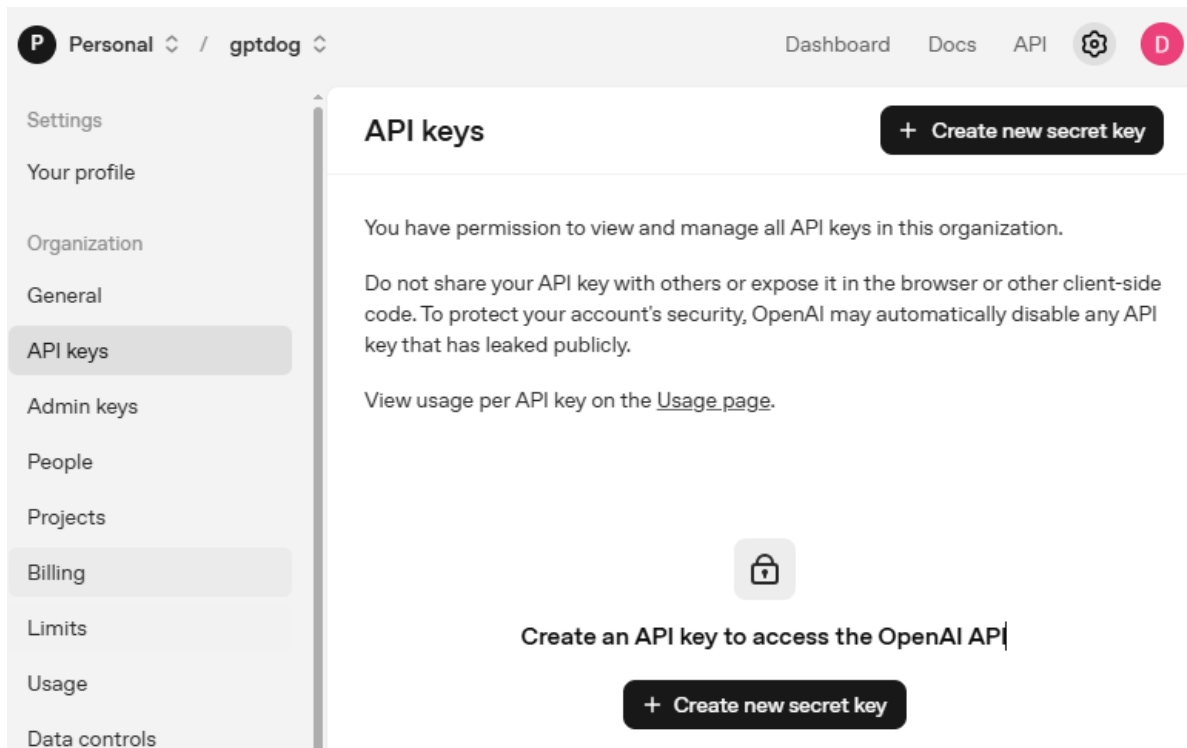 P Personal / gptdog Dashboard Docs API D
Settings
Your profile
Organization
General
API keys
Admin keys
People
Projects
Billing
Limits
Usage
Data controls
API keys
+ Create new secret key
You have permission to view and manage all API keys in this organization.
Do not share your API key with others or expose it in the browser or other client-side
code. To protect your account's security, OpenAI may automatically disable any API
key that has leaked publicly.
View usage per API key on the Usage page.
Create an API key to access the OpenAI API
+ Create new secret key